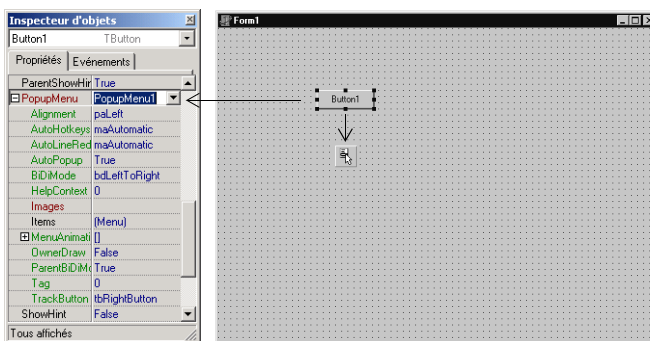 Inspecteur d'objets
Button1 TButton
Propriétés Evénements
ParentShowHir True
PopupMenu PopupMenu1
Alignment paLeft
AutoHotkeys maAutomatic
AutoLineRed maAutomatic
AutoPopup True
BiDiMode bdLeftToRight
HelpContext 0
Images
Items (Menu)
MenuAnimati []
OwnerDraw False
ParentBiDiMo True
Tag 0
TrackButton tbRightButton
ShowHint False
Tous affichés
Form1
Button1